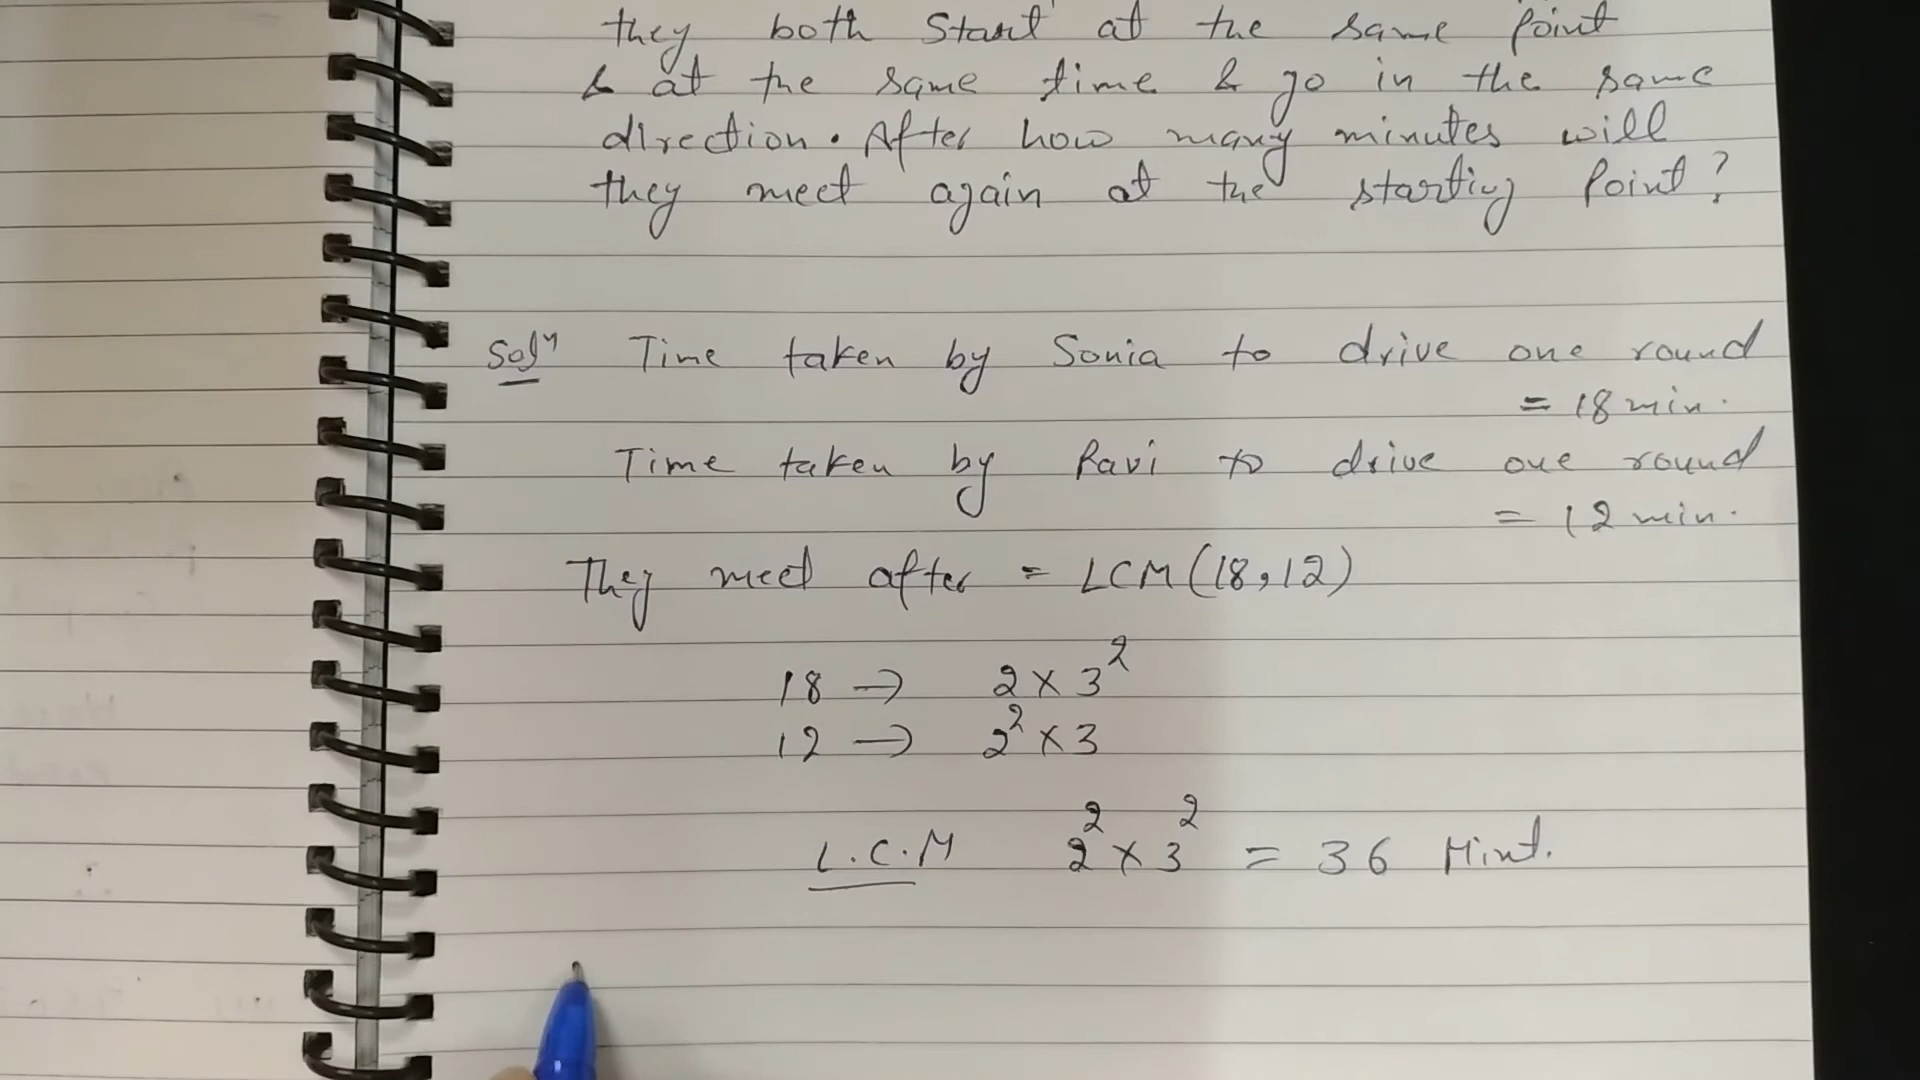 they both Start at the same Point
& at the same time & go in the same
direction. After how many minutes will
they meet again at the starting Point?
Solⁿ Time taken by Sonia to drive one round
= 18 min.
Time taken by Ravi to drive one round
= 12 min.
They meet after = LCM (18,12)
18 → 2 × 3²
12 → 2² × 3
L.C.M 2² × 3² = 36 Mint.